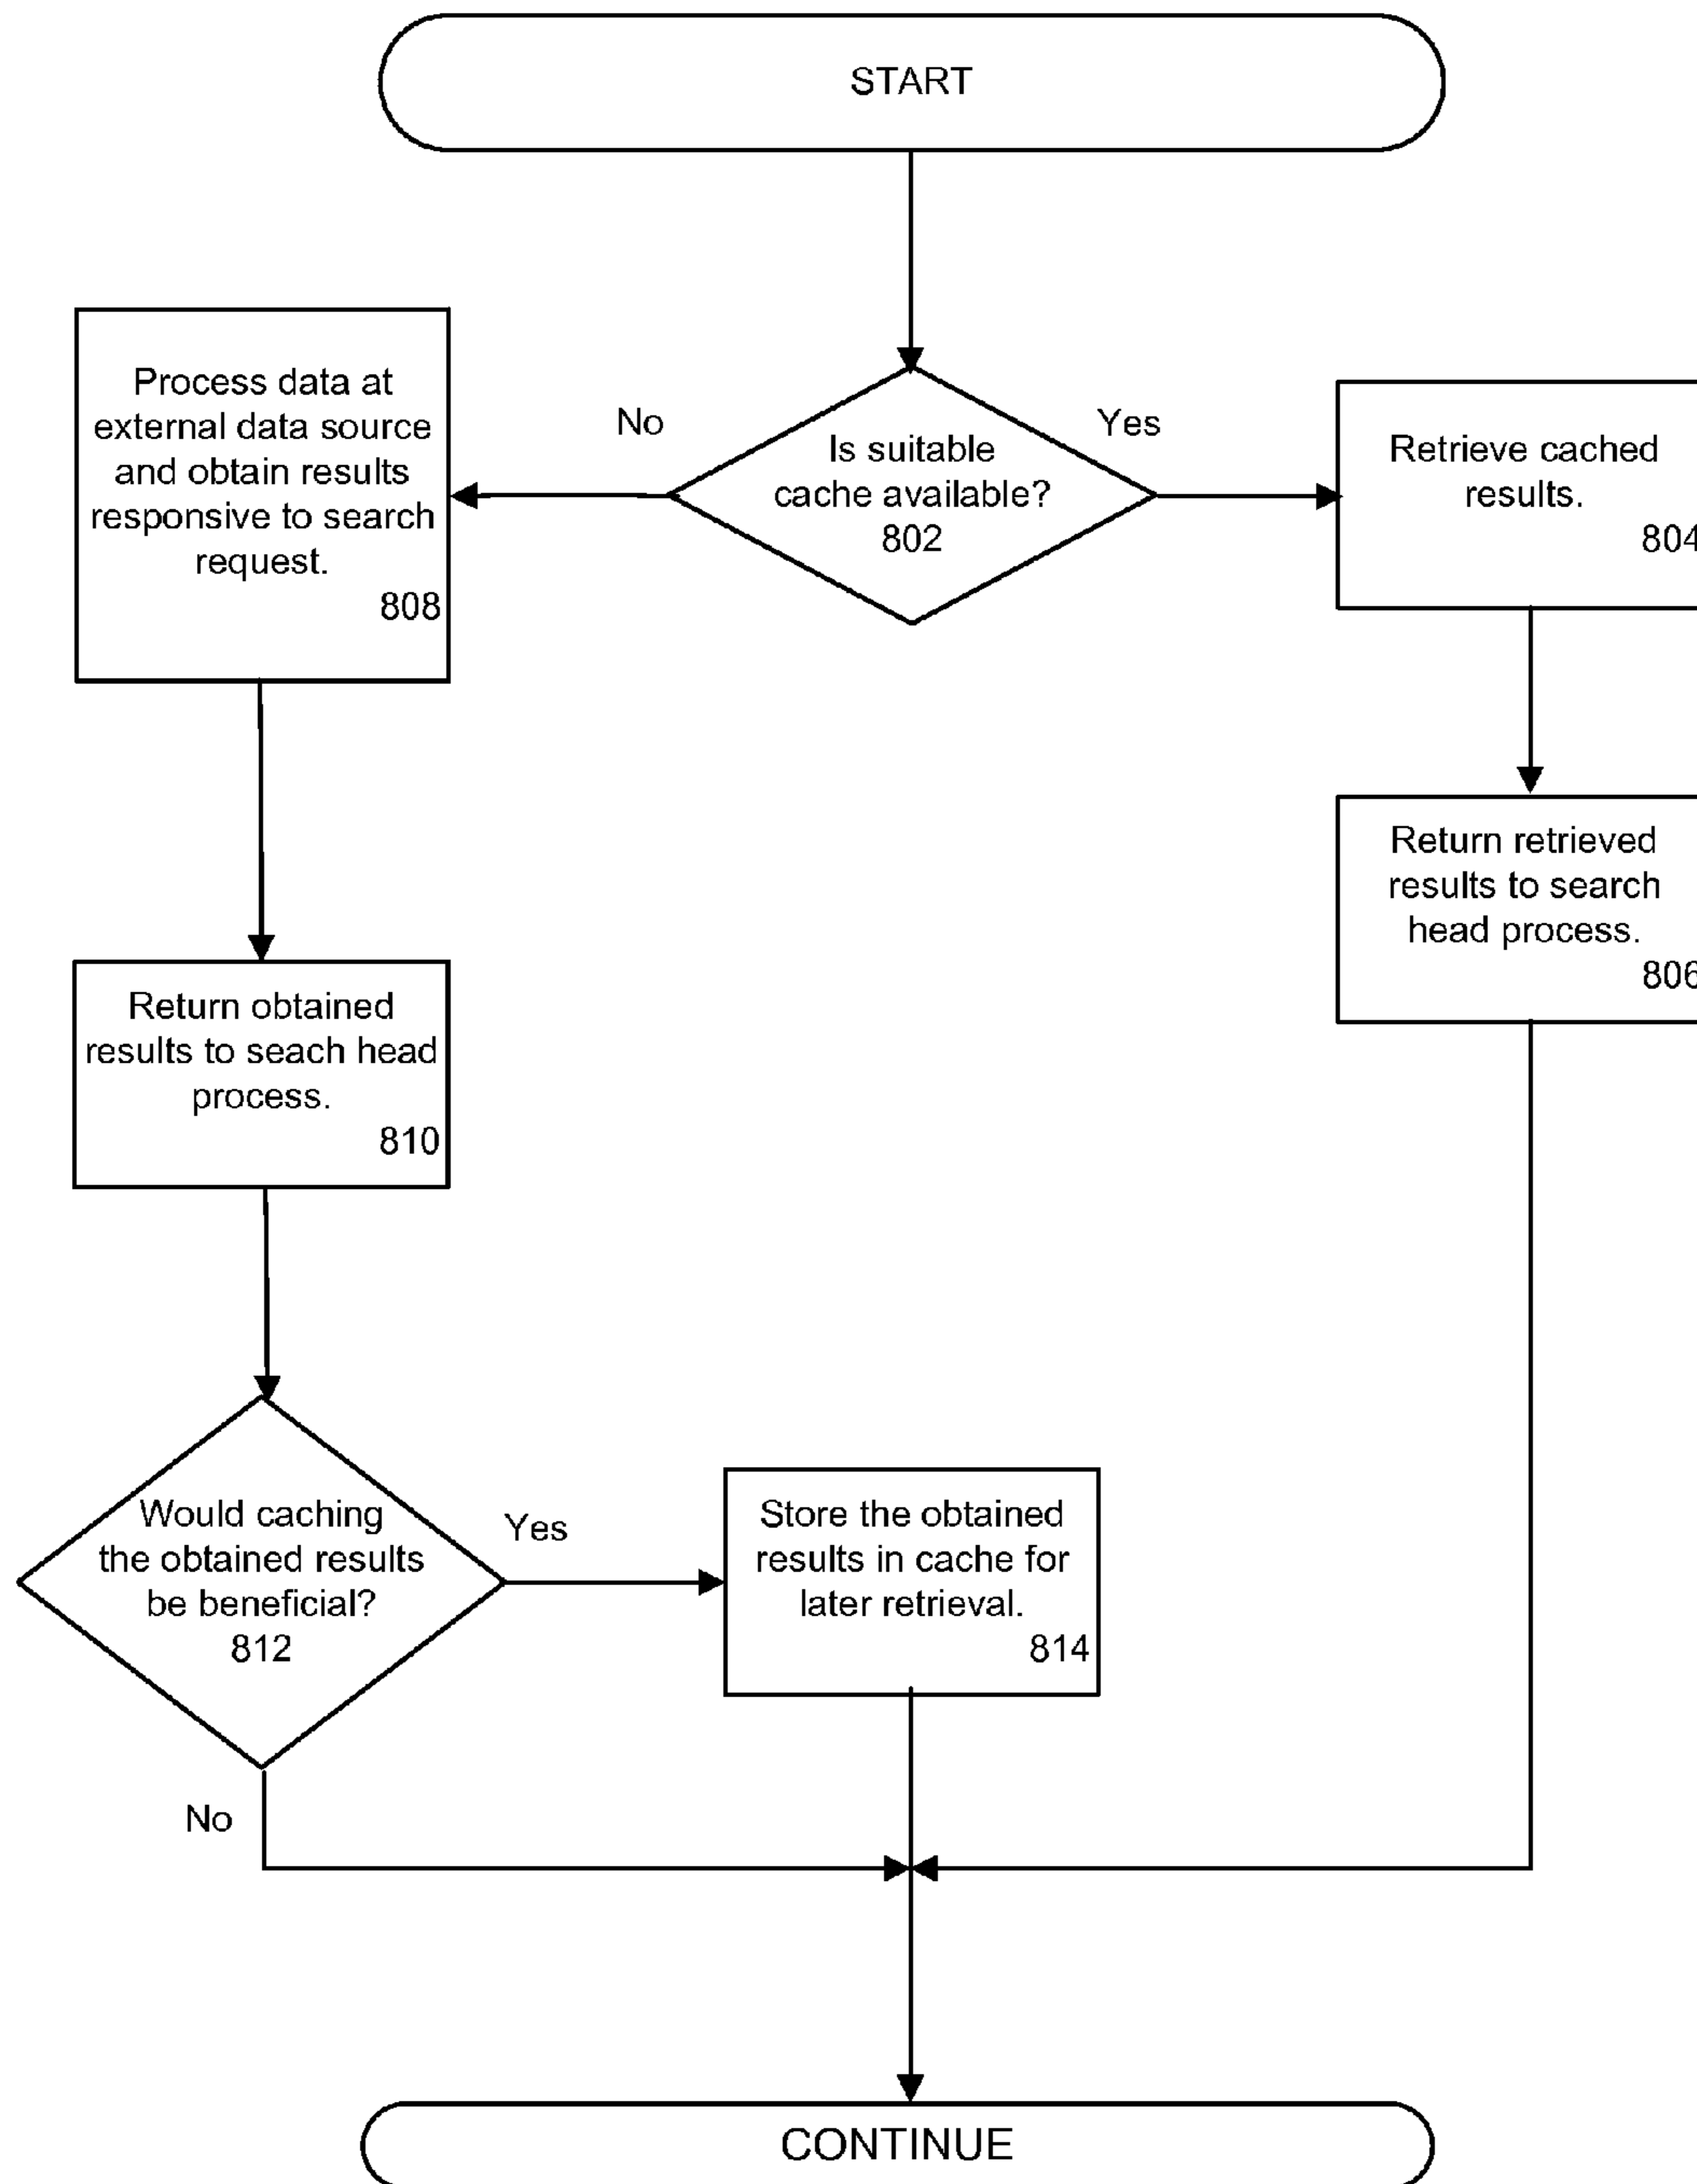 START
No
Yes
Is suitable
cache available?
802
Process data at
external data source
and obtain results
responsive to search
request.
808
Retrieve cached
results.
804
Return retrieved
results to search
head process.
806
Return obtained
results to seach head
process.
810
Would caching
the obtained results
be beneficial?
812
Yes
Store the obtained
results in cache for
later retrieval.
814
No
CONTINUE